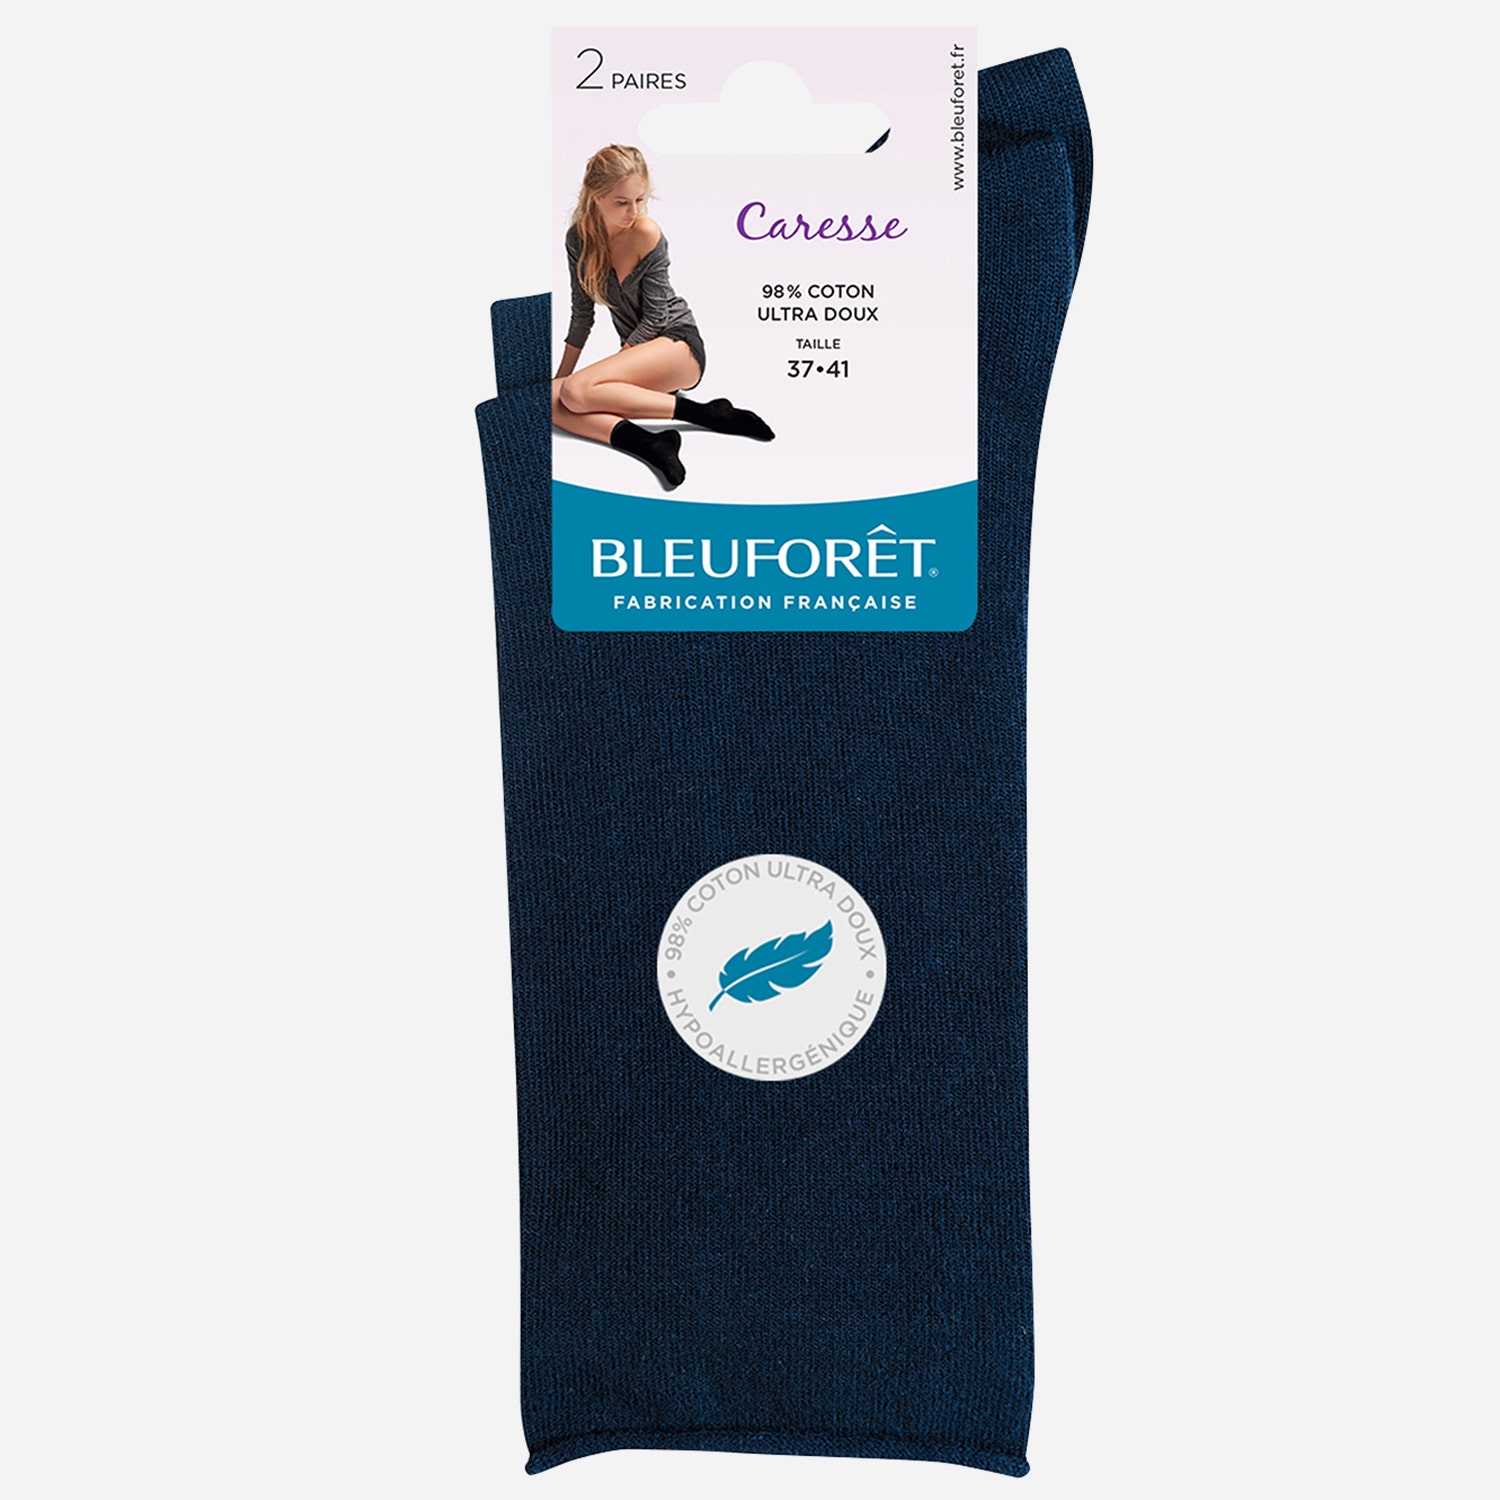 2 PAIRES
www.bleuforet.fr
Caresse
98% COTON
ULTRA DOUX
TAILLE
37•41
BLEUFORÊT®
FABRICATION FRANÇAISE
• 98% COTON ULTRA DOUX •
HYPOALLERGÉNIQUE